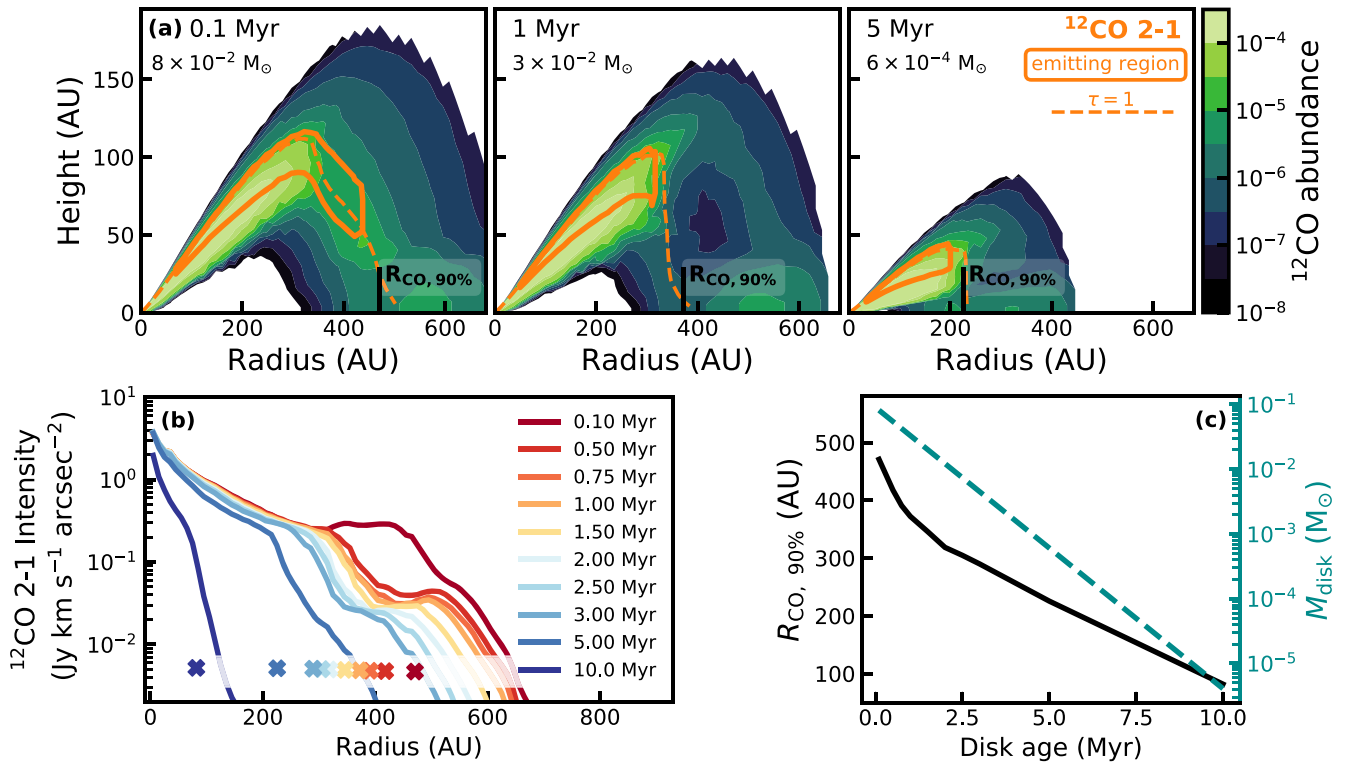 (a) 0.1 Myr
8 × 10⁻² M☉
1 Myr
3 × 10⁻² M☉
5 Myr
6 × 10⁻⁴ M☉
¹²CO 2-1
emitting region
τ = 1
Height (AU)
150
100
50
0
R_CO, 90%
R_CO, 90%
R_CO, 90%
0 200 400 600
0 200 400 600
0 200 400 600
Radius (AU)
Radius (AU)
Radius (AU)
10⁻⁴
10⁻⁵
10⁻⁶
10⁻⁷
10⁻⁸
¹²CO abundance
(b)
¹²CO 2-1 Intensity
(Jy km s⁻¹ arcsec⁻²)
10¹
10⁰
10⁻¹
10⁻²
0.10 Myr
0.50 Myr
0.75 Myr
1.00 Myr
1.50 Myr
2.00 Myr
2.50 Myr
3.00 Myr
5.00 Myr
10.0 Myr
0 200 400 600 800
Radius (AU)
(c)
R_CO, 90% (AU)
500
400
300
200
100
10⁻¹
10⁻²
10⁻³
10⁻⁴
10⁻⁵
M_disk (M☉)
0.0 2.5 5.0 7.5 10.0
Disk age (Myr)